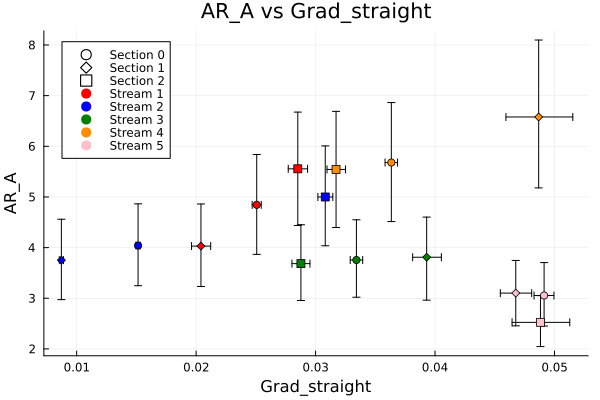 AR_A vs Grad_straight
8
7
6
5
4
3
2
AR_A
Section 0
Section 1
Section 2
Stream 1
Stream 2
Stream 3
Stream 4
Stream 5
0.01 0.02 0.03 0.04 0.05
Grad_straight